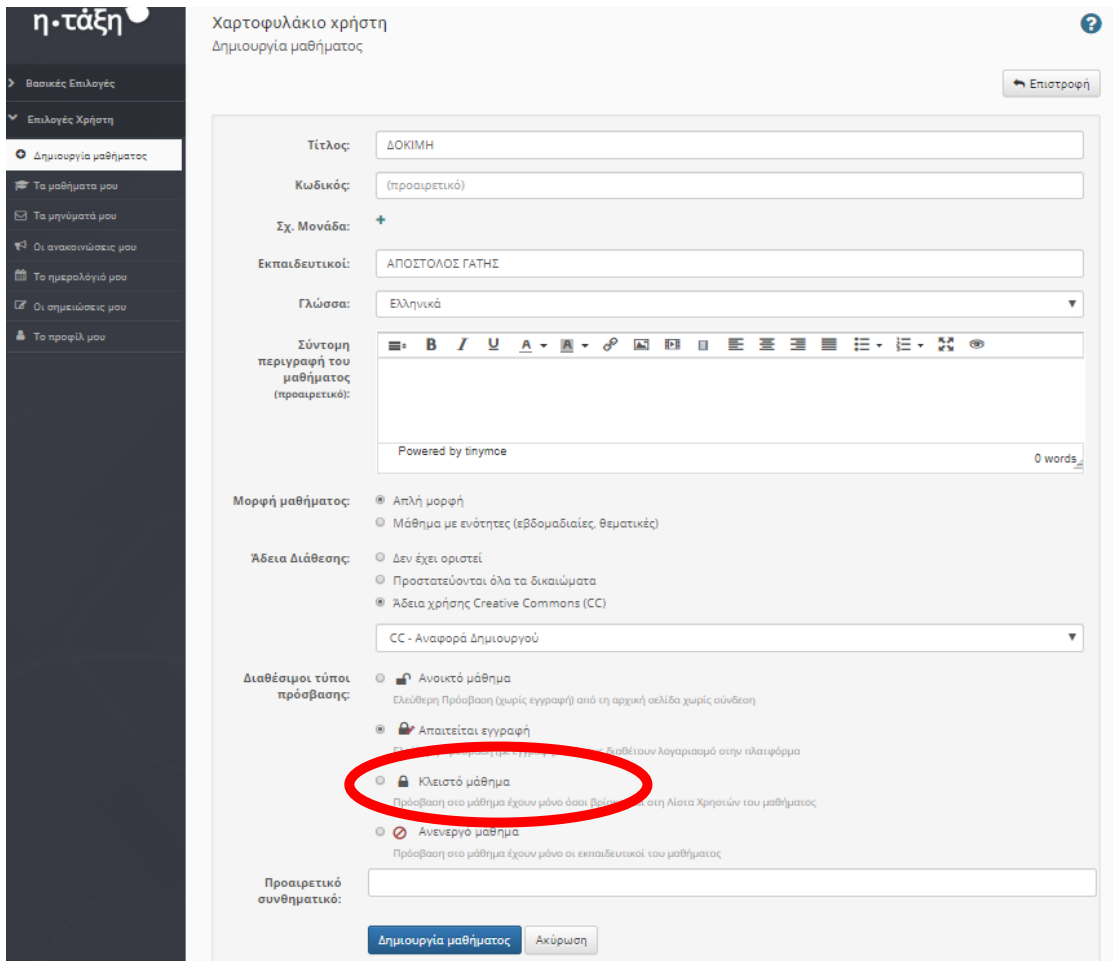 η·τάξη
Χαρτοφυλάκιο χρήστη
Δημιουργία μαθήματος
Επιστροφή
Βασικές Επιλογές
Επιλογές Χρήστη
Δημιουργία μαθήματος
Τα μαθήματα μου
Τα μηνύματά μου
Οι ανακοινώσεις μου
Το ημερολόγιό μου
Οι σημειώσεις μου
Το προφίλ μου
Τίτλος: ΔΟΚΙΜΗ
Κωδικός: (προαιρετικό)
Σχ. Μονάδα: +
Εκπαιδευτικοί: ΑΠΟΣΤΟΛΟΣ ΓΑΤΗΣ
Γλώσσα: Ελληνικά
Σύντομη
περιγραφή του
μαθήματος
(προαιρετικό):
Powered by tinymce
0 words
Μορφή μαθήματος: Απλή μορφή
Μάθημα με ενότητες (εβδομαδιαίες, θεματικές)
Άδεια Διάθεσης: Δεν έχει οριστεί
Προστατεύονται όλα τα δικαιώματα
Άδεια χρήσης Creative Commons (CC)
CC - Αναφορά Δημιουργού
Διαθέσιμοι τύποι
πρόσβασης:
Ανοικτό μάθημα
Ελεύθερη Πρόσβαση (χωρίς εγγραφή) από τη αρχική σελίδα χωρίς σύνδεση
Απαιτείται εγγραφή
διαθέτουν λογαριασμό στην πλατφόρμα
Κλειστό μάθημα
Πρόσβαση στο μάθημα έχουν μόνο όσοι στη Λίστα Χρηστών του μαθήματος
Ανενεργό μάθημα
Πρόσβαση στο μάθημα έχουν μόνο οι εκπαιδευτικοί του μαθήματος
Προαιρετικό
συνθηματικό:
Δημιουργία μαθήματος
Ακύρωση